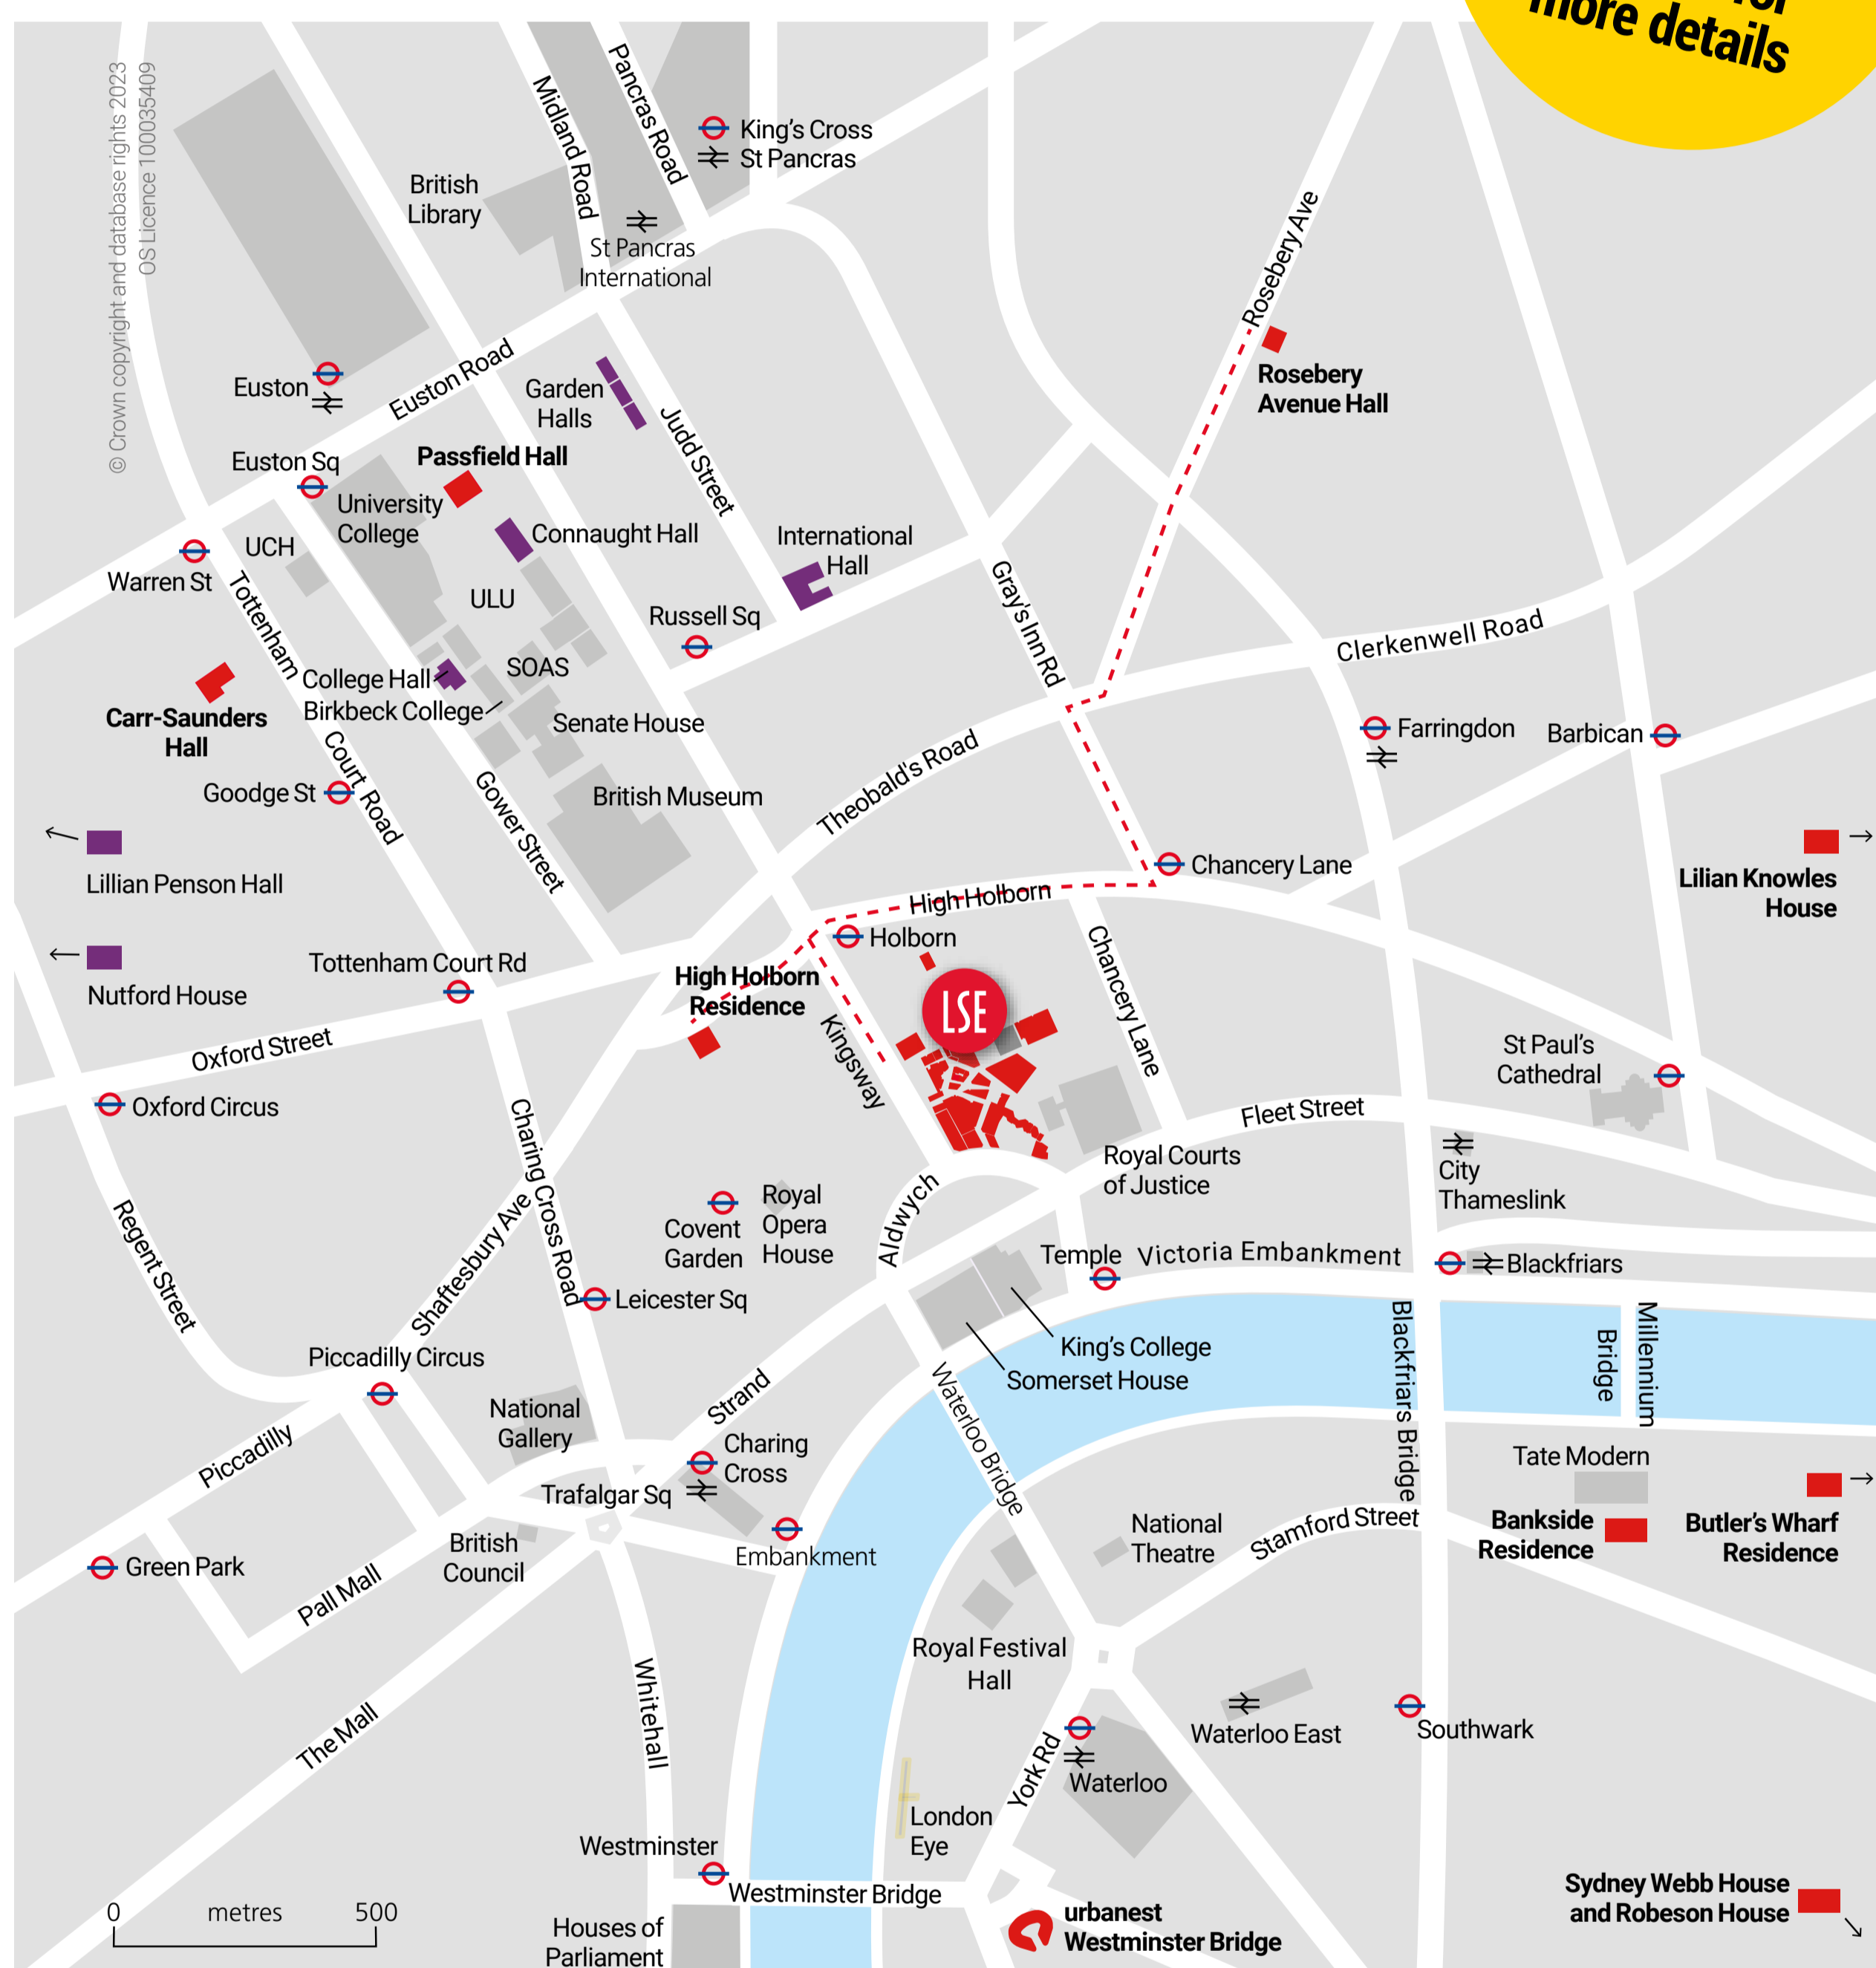 more details
© Crown copyright and database rights 2023
OS Licence 100035409
Midland Road
Pancras Road
King's Cross
St Pancras
British
Library
St Pancras
International
Rosebery Ave
Rosebery
Avenue Hall
Euston
Euston Road
Garden
Halls
Judd Street
Euston Sq
Passfield Hall
University
College
Connaught Hall
International
Hall
UCH
Warren St
Tottenham
Court Road
ULU
Russell Sq
Gray's Inn Rd
Clerkenwell Road
College Hall
SOAS
Birkbeck College
Carr-Saunders
Hall
Senate House
Farringdon
Barbican
Goodge St
Gower Street
British Museum
Theobald's Road
Lillian Penson Hall
Chancery Lane
Lilian Knowles
House
High Holborn
Holborn
Nutford House
Tottenham Court Rd
High Holborn
Residence
LSE
Chancery Lane
Kingsway
Oxford Street
Oxford Circus
St Paul's
Cathedral
Fleet Street
Charing Cross Road
Royal Courts
of Justice
City
Thameslink
Regent Street
Shaftesbury Ave
Covent
Garden
Royal
Opera
House
Aldwych
Temple
Victoria Embankment
Blackfriars
Leicester Sq
Blackfriars Bridge
Millennium
Bridge
King's College
Somerset House
Piccadilly Circus
Waterloo Bridge
Strand
National
Gallery
Piccadilly
Charing
Cross
Trafalgar Sq
Tate Modern
Bankside
Residence
Butler's Wharf
Residence
British
Council
Embankment
National
Theatre
Stamford Street
Green Park
Pall Mall
Royal Festival
Hall
Whitehall
The Mall
Waterloo East
Southwark
York Rd
Waterloo
London
Eye
Westminster
Westminster Bridge
Sydney Webb House
and Robeson House
0 metres 500
Houses of
Parliament
urbanest
Westminster Bridge